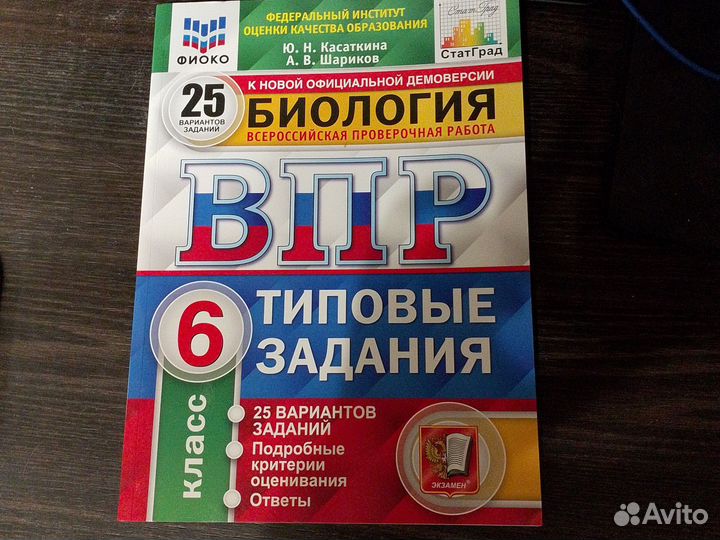 ФИОКО
ФЕДЕРАЛЬНЫЙ ИНСТИТУТ
ОЦЕНКИ КАЧЕСТВА ОБРАЗОВАНИЯ
Ю. Н. Касаткина
А. В. Шариков
СтатГрад
СтатГрад
25
ВАРИАНТОВ
ЗАДАНИЙ
К НОВОЙ ОФИЦИАЛЬНОЙ ДЕМОВЕРСИИ
БИОЛОГИЯ
ВСЕРОССИЙСКАЯ ПРОВЕРОЧНАЯ РАБОТА
ВПР
6
класс
ТИПОВЫЕ
ЗАДАНИЯ
25 ВАРИАНТОВ
ЗАДАНИЙ
Подробные
критерии
оценивания
Ответы
ЭКЗАМЕН
Avito